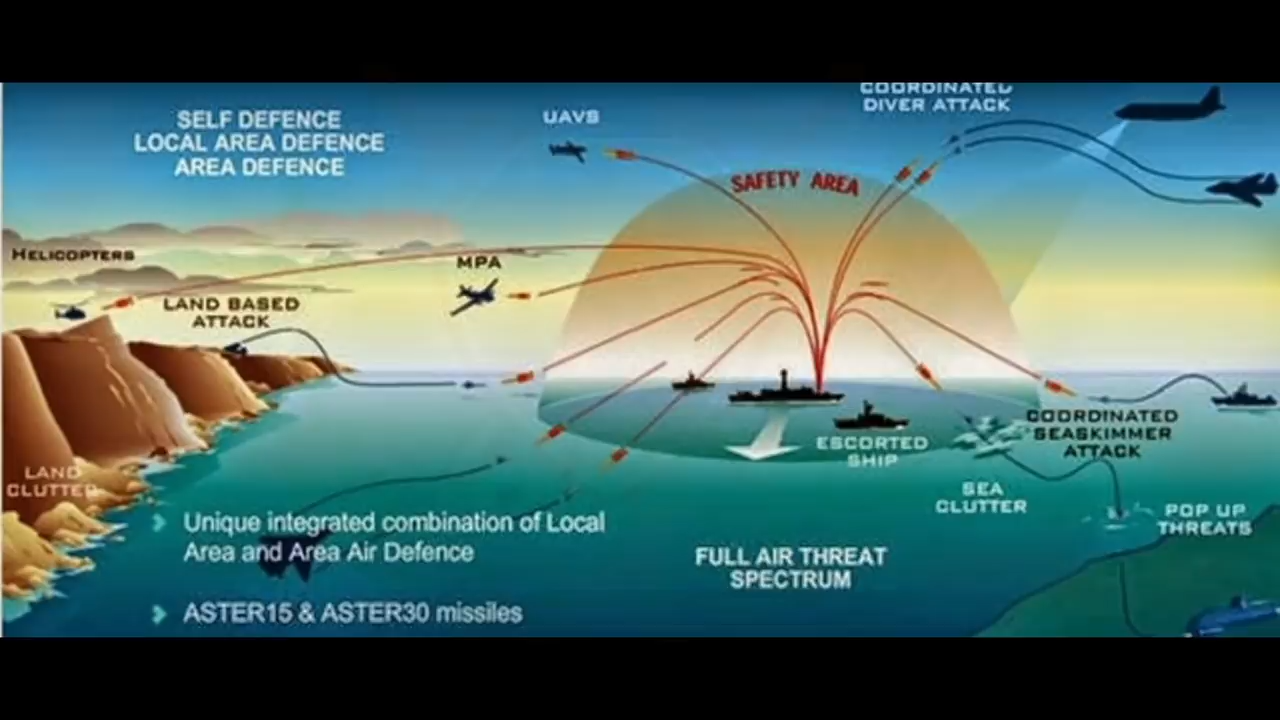 COORDINATED
DIVER ATTACK
SELF DEFENCE
LOCAL AREA DEFENCE
AREA DEFENCE
UAVS
SAFETY AREA
HELICOPTERS
MPA
LAND BASED
ATTACK
COORDINATED
SEASKIMMER
ATTACK
ESCORTED
SHIP
LAND
CLUTTER
SEA
CLUTTER
POP UP
THREATS
Unique integrated combination of Local
Area and Area Air Defence
FULL AIR THREAT
SPECTRUM
ASTER15 & ASTER30 missiles